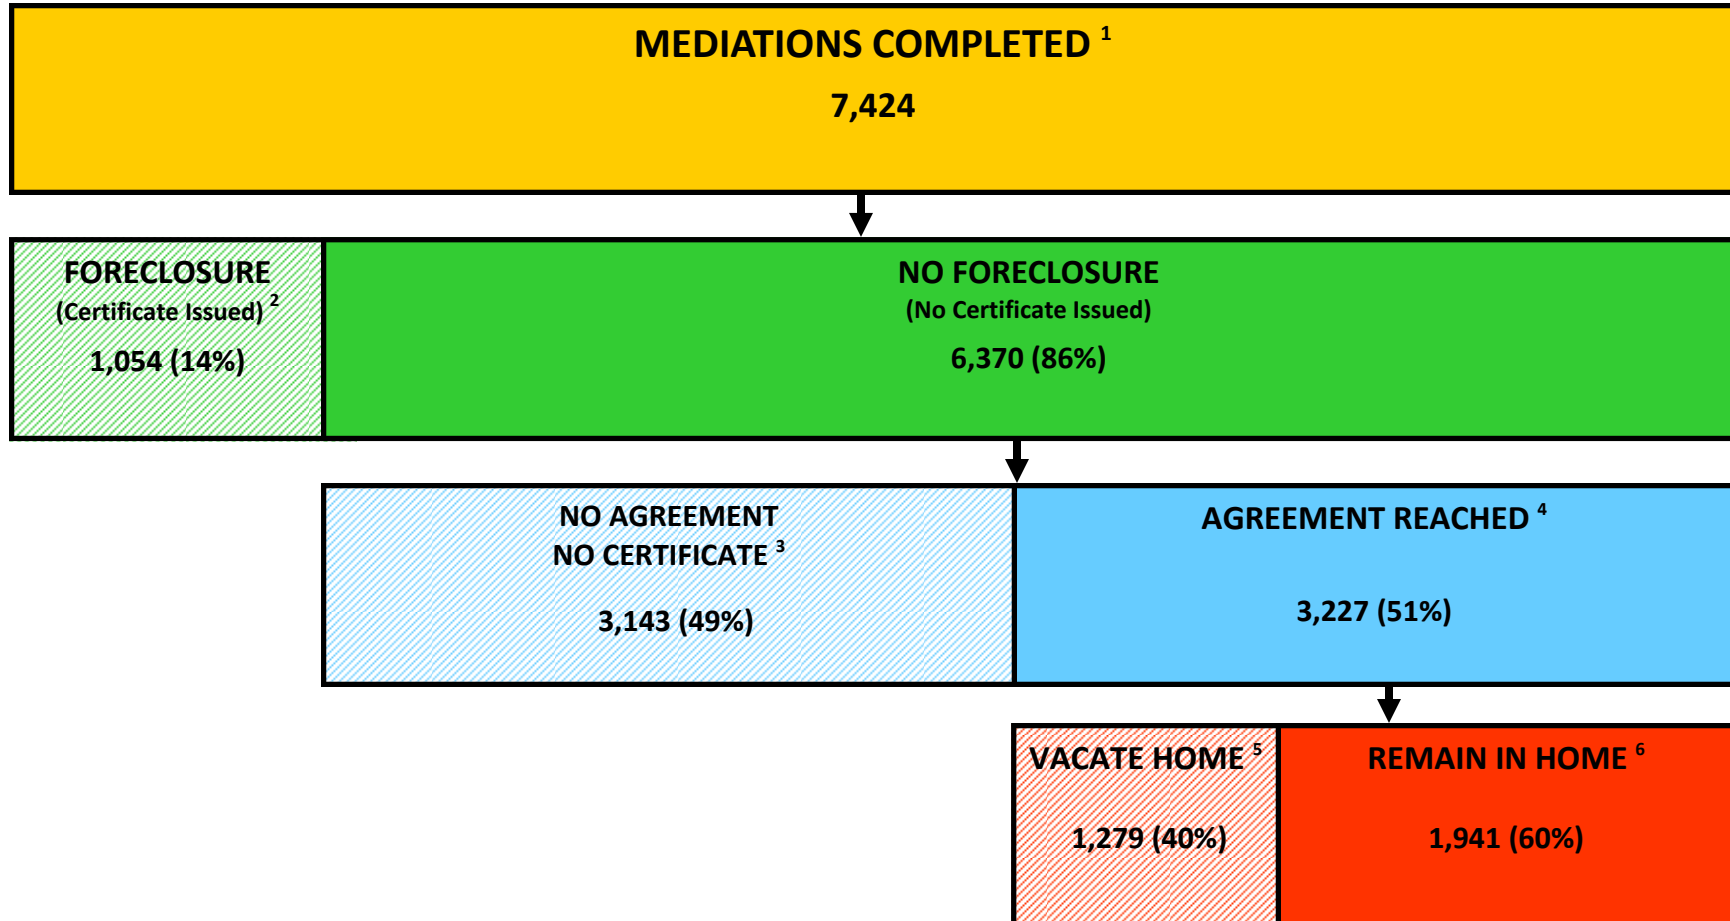 MEDIATIONS COMPLETED 1
7,424
FORECLOSURE
(Certificate Issued) 2
1,054 (14%)
NO FORECLOSURE
(No Certificate Issued)
6,370 (86%)
NO AGREEMENT
NO CERTIFICATE 3
3,143 (49%)
AGREEMENT REACHED 4
3,227 (51%)
VACATE HOME 5
1,279 (40%)
REMAIN IN HOME 6
1,941 (60%)